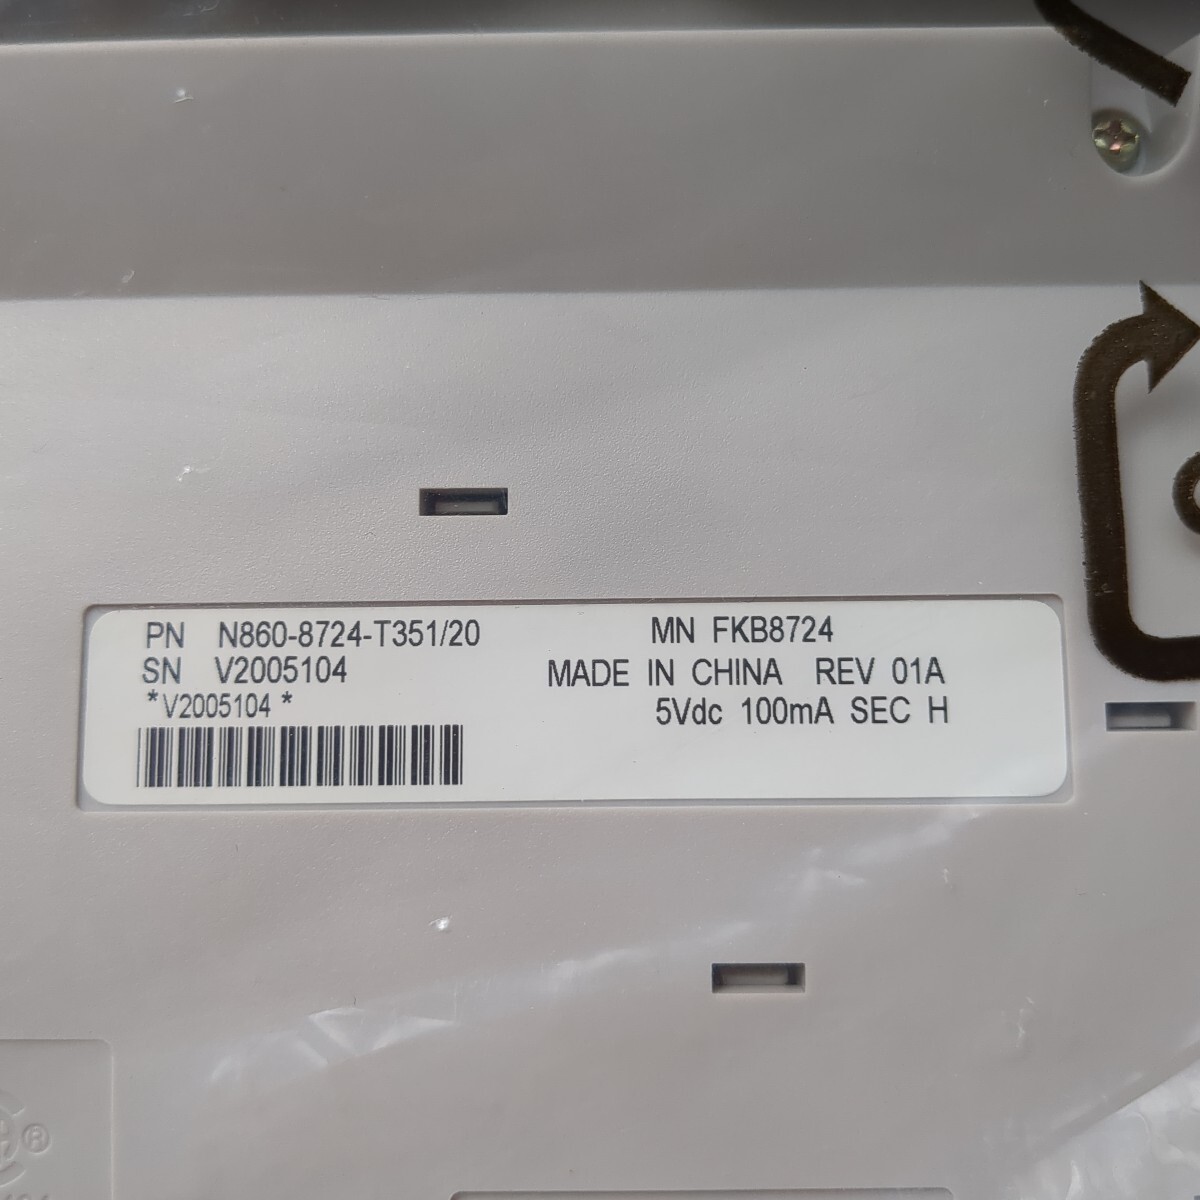 PN N860-8724-T351/20
SN V2005104
*V2005104*
MN FKB8724
MADE IN CHINA REV 01A
5Vdc 100mA SEC H
®